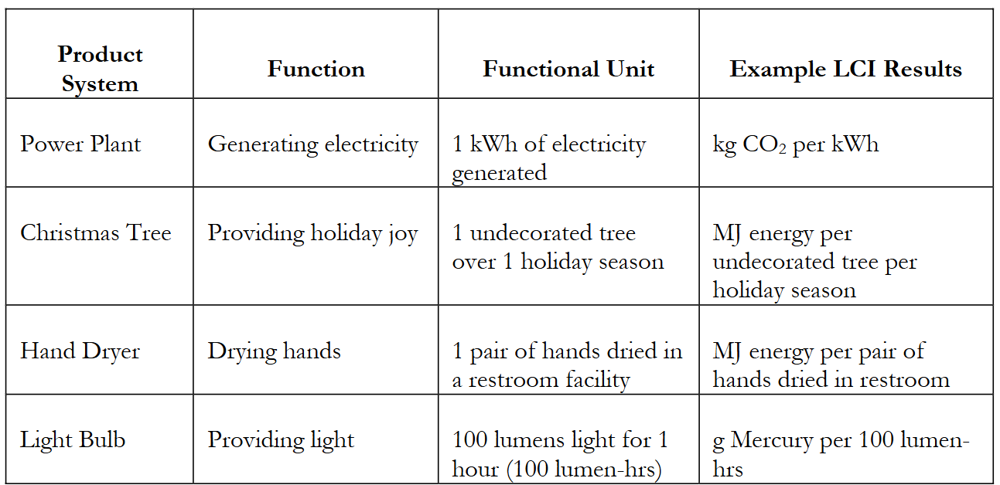 Product System
Function
Functional Unit
Example LCI Results
Power Plant
Generating electricity
1 kWh of electricity
generated
kg CO₂ per kWh
Christmas Tree
Providing holiday joy
1 undecorated tree
over 1 holiday season
MJ energy per
undecorated tree per
holiday season
Hand Dryer
Drying hands
1 pair of hands dried in
a restroom facility
MJ energy per pair of
hands dried in restroom
Light Bulb
Providing light
100 lumens light for 1
hour (100 lumen-hrs)
g Mercury per 100 lumen-
hrs